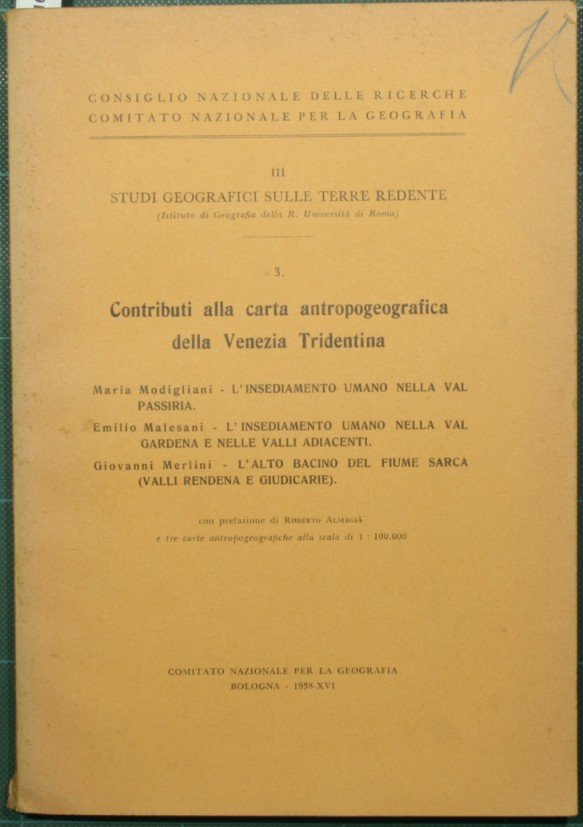 CONSIGLIO NAZIONALE DELLE RICERCHE
COMITATO NAZIONALE PER LA GEOGRAFIA
III
STUDI GEOGRAFICI SULLE TERRE REDENTE
(Istituto di Geografia della R. Università di Roma)
3.
Contributi alla carta antropogeografica
della Venezia Tridentina
Maria Modigliani - L'INSEDIAMENTO UMANO NELLA VAL
PASSIRIA.
Emilio Malesani - L'INSEDIAMENTO UMANO NELLA VAL
GARDENA E NELLE VALLI ADIACENTI.
Giovanni Merlini - L'ALTO BACINO DEL FIUME SARCA
(VALLI RENDENA E GIUDICARIE).
con prelazione di ROBERTO ALMAGIÀ
e tre carte antropogeografiche alla scala di 1 : 100.000
COMITATO NAZIONALE PER LA GEOGRAFIA
BOLOGNA - 1938-XVI